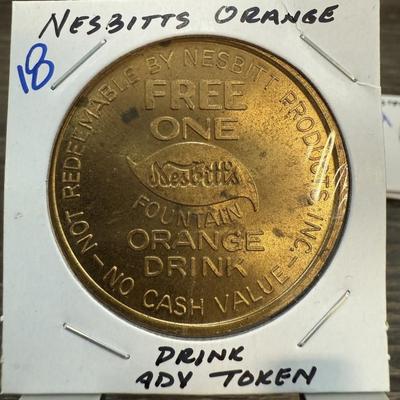 NESBITTS ORANGE
18
NOT REDEEMABLE BY NESBITT PRODUCTS INC.
FREE
ONE
Nesbitt's
FOUNTAIN
ORANGE
DRINK
— NO CASH VALUE —
DRINK
ADV TOKEN